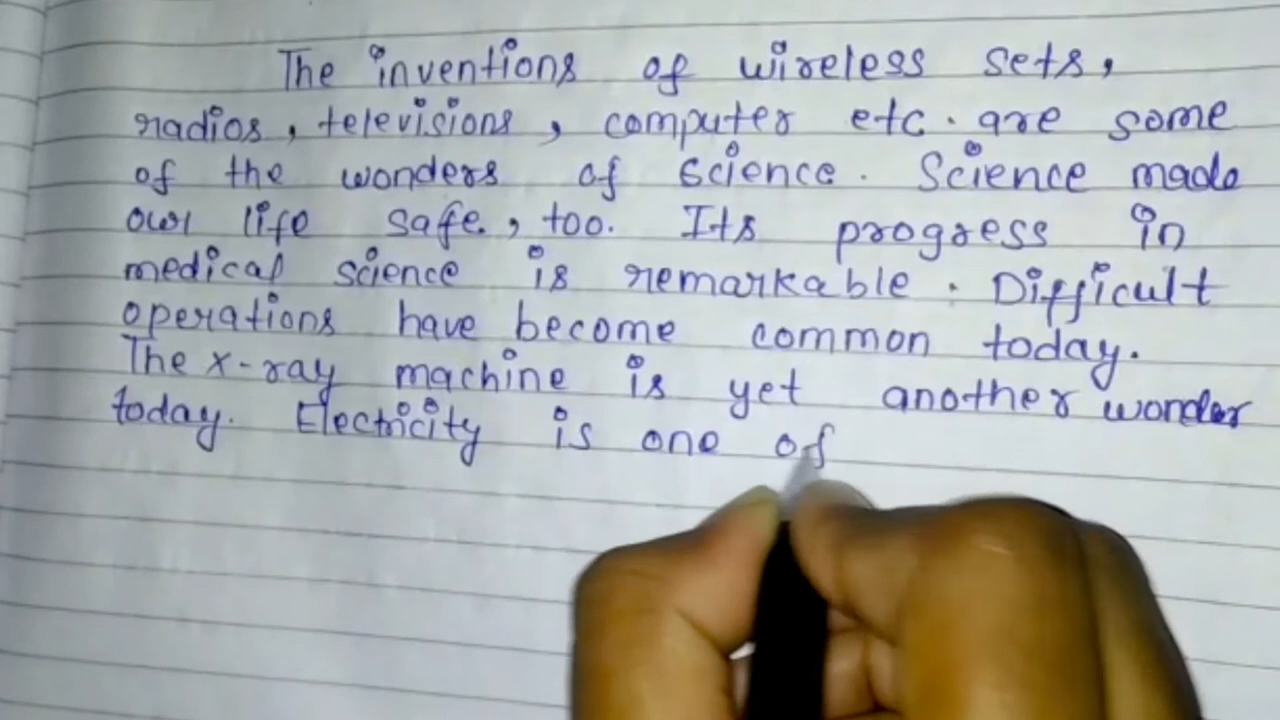 The inventions of wireless sets,
radios, televisions, computer etc. are some
of the wonders of science. Science made
our life safe, too. Its progress in
medical science is remarkable. Difficult
operations have become common today.
The x-ray machine is yet another wonder
today. Electricity is one of